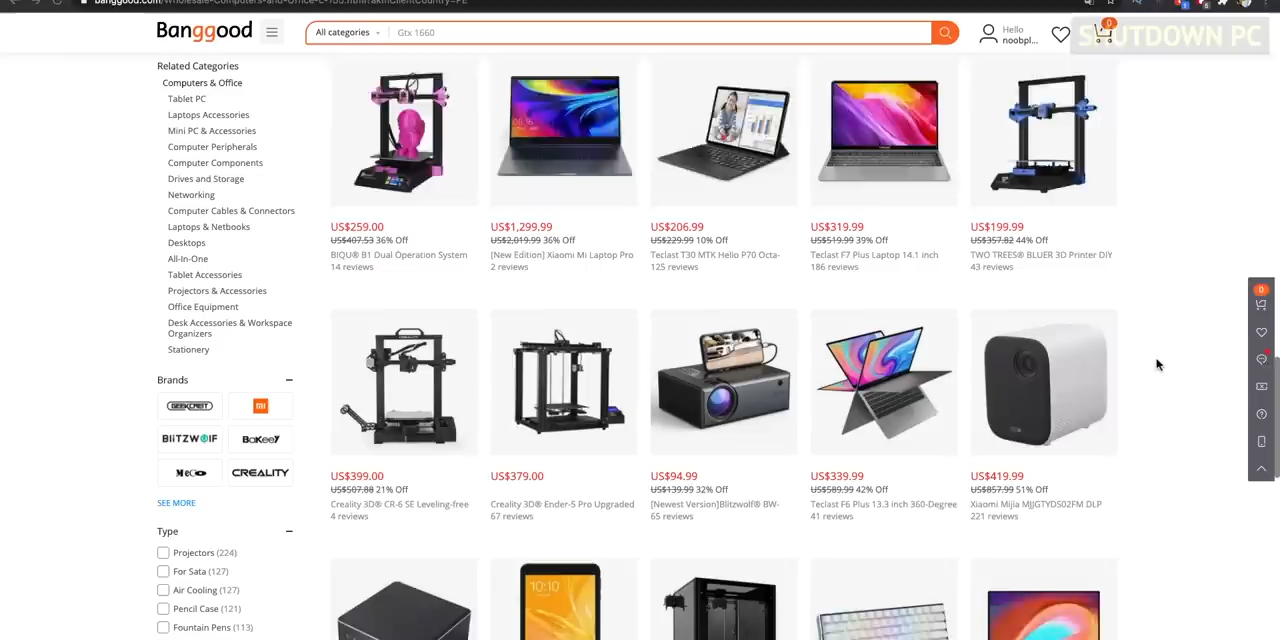 Banggood
All categories
Gtx 1660
Hello
noobpl...
0
SHUTDOWN PC
Related Categories
Computers & Office
Tablet PC
Laptops Accessories
Mini PC & Accessories
Computer Peripherals
Computer Components
Drives and Storage
Networking
Computer Cables & Connectors
Laptops & Netbooks
Desktops
All-In-One
Tablet Accessories
Projectors & Accessories
Office Equipment
Desk Accessories & Workspace
Organizers
Stationery
Brands
GEEKCREIT
MI
BLITZWOLF
BAKEEY
MECO
CREALITY
SEE MORE
Type
Projectors (224)
For Sata (127)
Air Cooling (127)
Pencil Case (121)
Fountain Pens (113)
US$259.00
US$407.53 36% Off
BIQU® B1 Dual Operation System
14 reviews
US$1,299.99
US$2,019.99 36% Off
[New Edition] Xiaomi Mi Laptop Pro
2 reviews
US$206.99
US$229.99 10% Off
Teclast T30 MTK Helio P70 Octa-
125 reviews
US$319.99
US$519.99 39% Off
Teclast F7 Plus Laptop 14.1 inch
186 reviews
US$199.99
US$357.82 44% Off
TWO TREES® BLUER 3D Printer DIY
43 reviews
US$399.00
US$507.88 21% Off
Creality 3D® CR-6 SE Leveling-free
4 reviews
US$379.00
Creality 3D® Ender-5 Pro Upgraded
67 reviews
US$94.99
US$139.99 32% Off
[Newest Version]Blitzwolf® BW-
65 reviews
US$339.99
US$589.99 42% Off
Teclast F6 Plus 13.3 inch 360-Degree
41 reviews
US$419.99
US$857.99 51% Off
Xiaomi Mijia MJJGTYDS02FM DLP
221 reviews
10:10
0